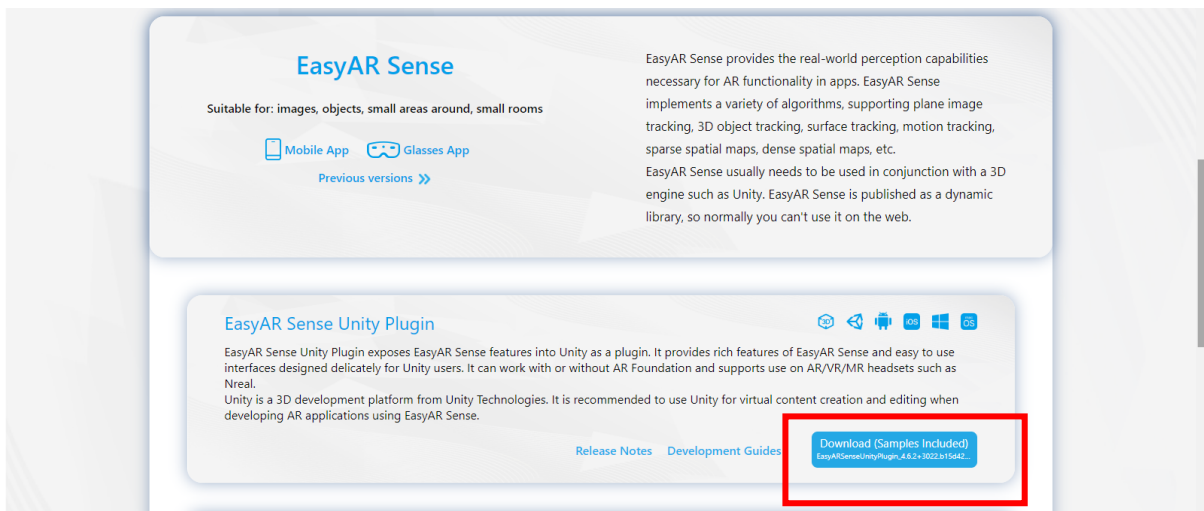 EasyAR Sense
Suitable for: images, objects, small areas around, small rooms
Mobile App
Glasses App
Previous versions
EasyAR Sense provides the real-world perception capabilities
necessary for AR functionality in apps. EasyAR Sense
implements a variety of algorithms, supporting plane image
tracking, 3D object tracking, surface tracking, motion tracking,
sparse spatial maps, dense spatial maps, etc.
EasyAR Sense usually needs to be used in conjunction with a 3D
engine such as Unity. EasyAR Sense is published as a dynamic
library, so normally you can't use it on the web.
EasyAR Sense Unity Plugin
3D
iOS
OS
EasyAR Sense Unity Plugin exposes EasyAR Sense features into Unity as a plugin. It provides rich features of EasyAR Sense and easy to use
interfaces designed delicately for Unity users. It can work with or without AR Foundation and supports use on AR/VR/MR headsets such as
Nreal.
Unity is a 3D development platform from Unity Technologies. It is recommended to use Unity for virtual content creation and editing when
developing AR applications using EasyAR Sense.
Release Notes
Development Guides
Download (Samples Included)
EasyARSenseUnityPlugin_4.6.2+3022.b15d42...